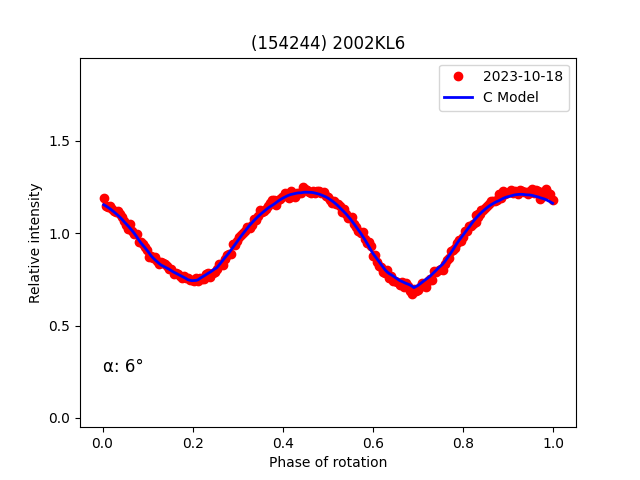 (154244) 2002KL6
2023-10-18
C Model
Relative intensity
1.5
1.0
0.5
0.0
α: 6°
0.0 0.2 0.4 0.6 0.8 1.0
Phase of rotation